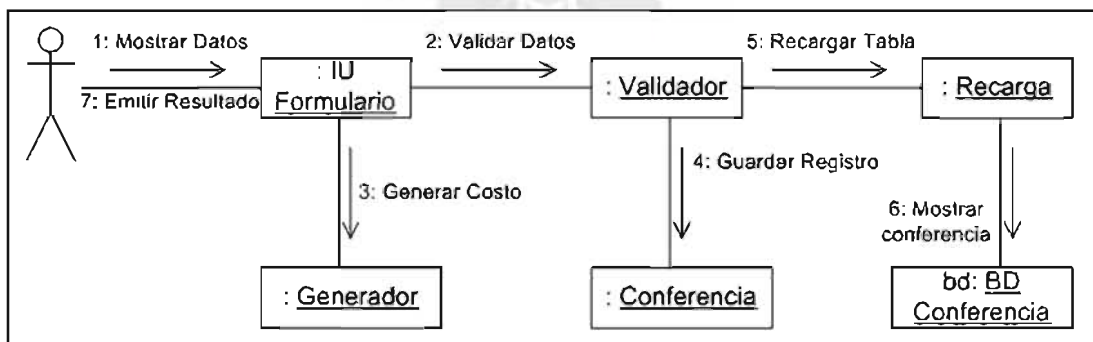 1: Mostrar Datos
2: Validar Datos
5: Recargar Tabla
: IU
Formulario
: Validador
: Recarga
7: Emitir Resultado
3: Generar Costo
4: Guardar Registro
6: Mostrar
conferencia
: Generador
: Conferencia
bd: BD
Conferencia